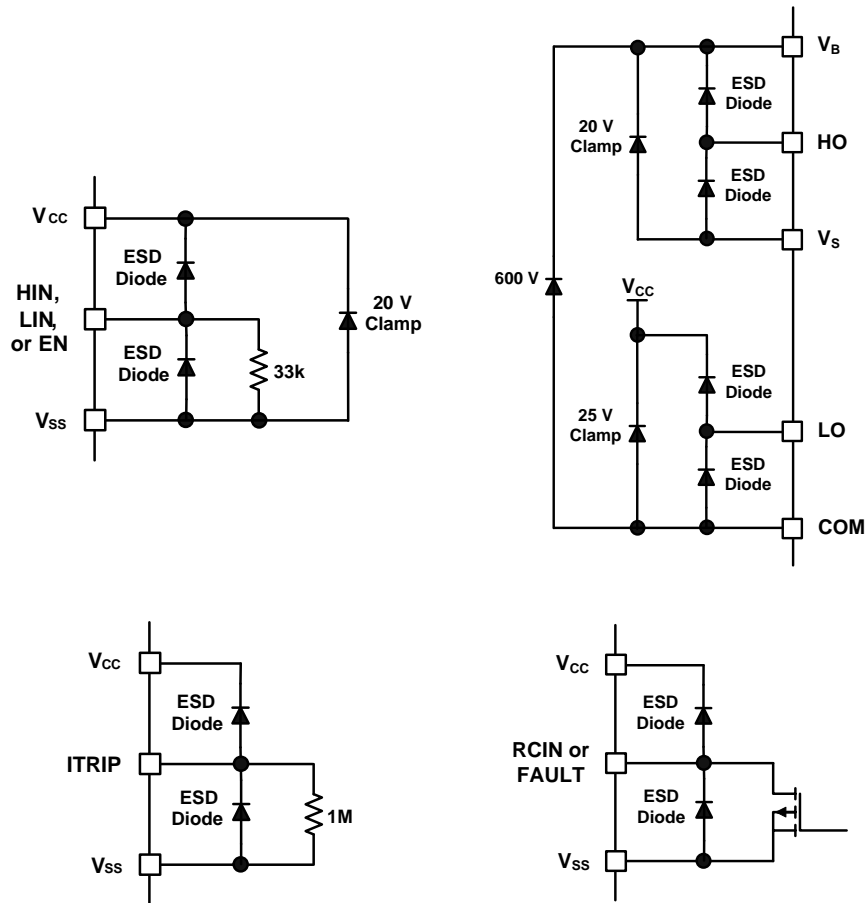 VCC
ESD
Diode
HIN,
LIN,
or EN
ESD
Diode
33k
20 V
Clamp
VSS
VB
ESD
Diode
20 V
Clamp
HO
ESD
Diode
VS
600 V
VCC
ESD
Diode
25 V
Clamp
LO
ESD
Diode
COM
VCC
ESD
Diode
ITRIP
ESD
Diode
1M
VSS
VCC
ESD
Diode
RCIN or
FAULT
ESD
Diode
VSS